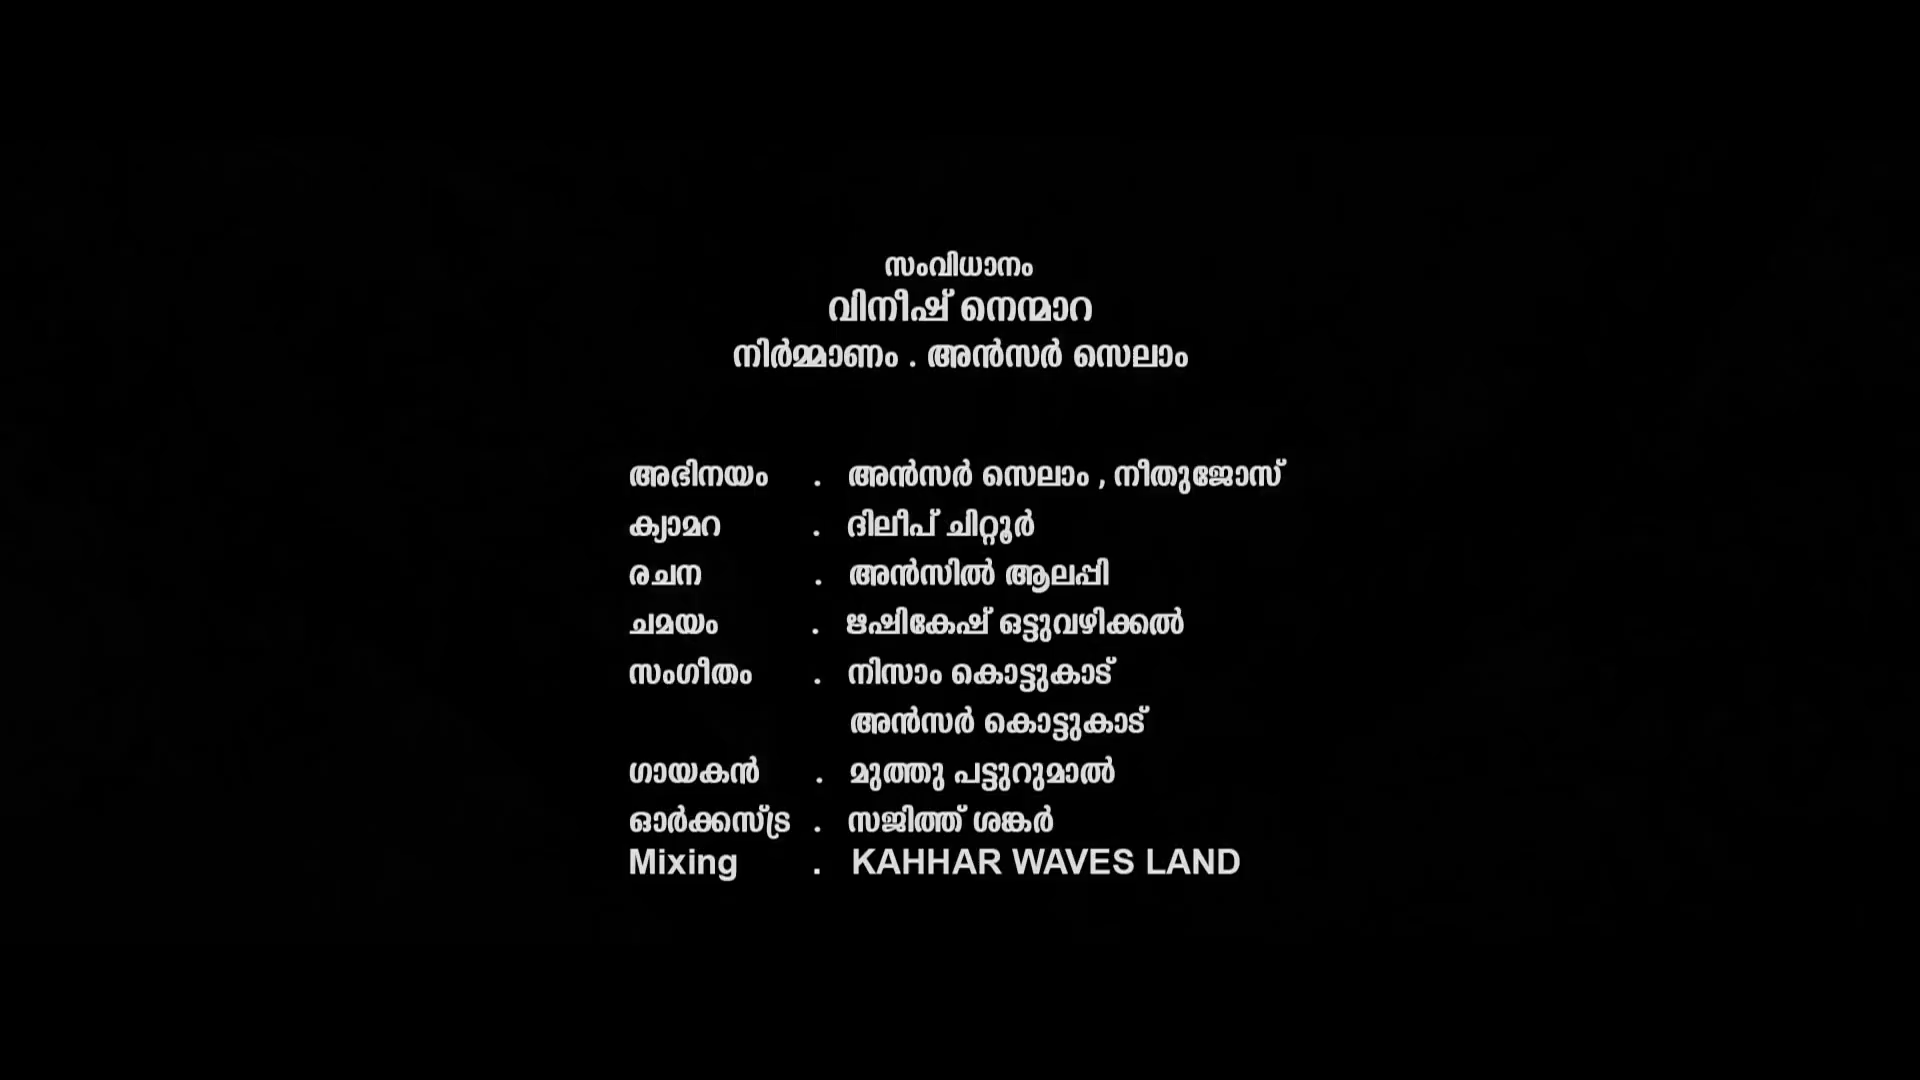 സംവിധാനം
വിനീഷ് നെന്മാറ
നിർമ്മാണം . അൻസർ സെലാം
അഭിനയം . അൻസർ സെലാം , നീതുജോസ്
ക്യാമറ . ദിലീപ് ചിറ്റൂർ
രചന . അൻസിൽ ആലപ്പി
ചമയം . ഋഷികേഷ് ഒട്ടുവഴിക്കൽ
സംഗീതം . നിസാം കൊട്ടുകാട്
അൻസർ കൊട്ടുകാട്
ഗായകൻ . മുത്തു പട്ടുറുമാൽ
ഓർക്കസ്ട്ര . സജിത്ത് ശങ്കർ
Mixing . KAHHAR WAVES LAND